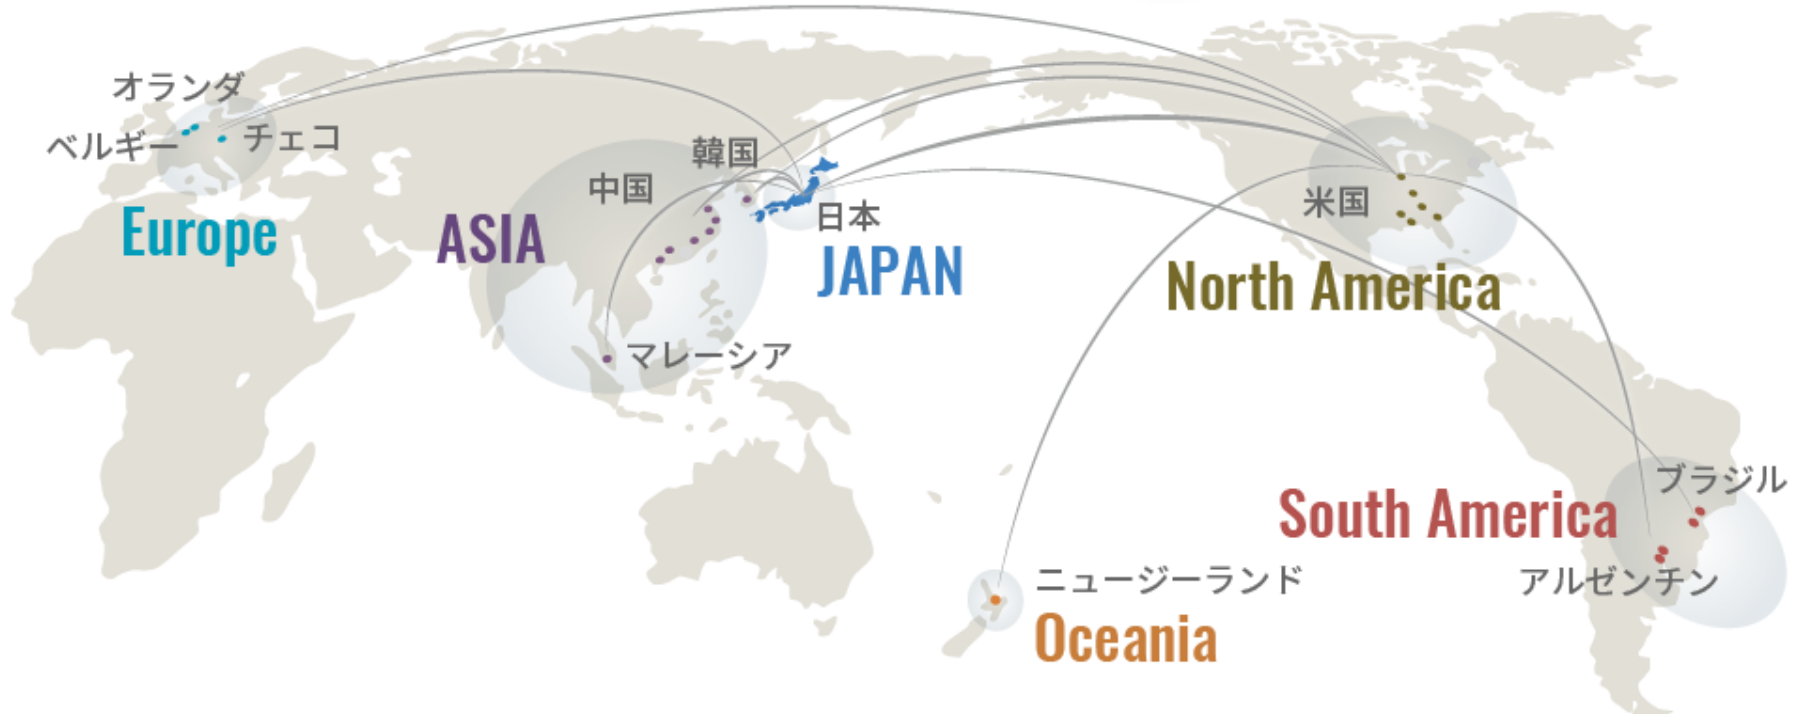 オランダ
ベルギー
チェコ
Europe
韓国
中国
ASIA
マレーシア
日本
JAPAN
米国
North America
ブラジル
South America
アルゼンチン
ニュージーランド
Oceania